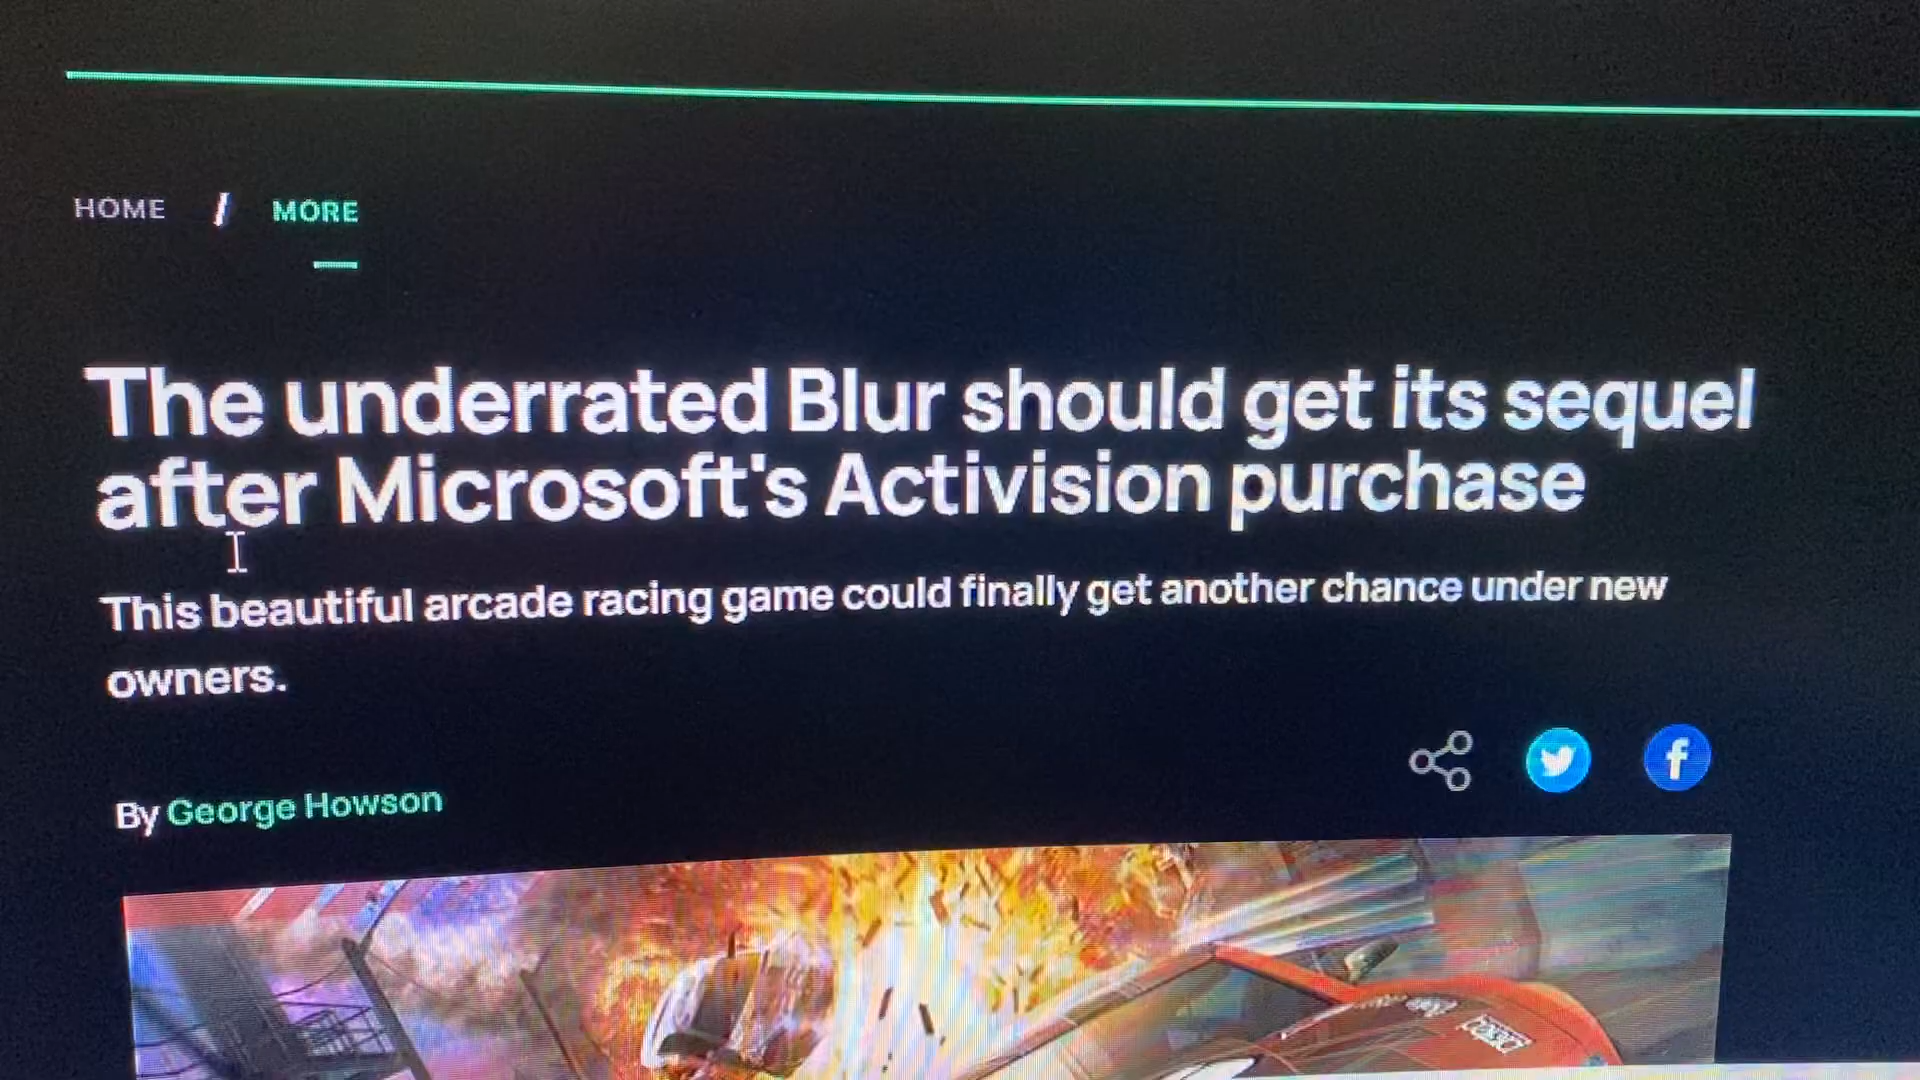 HOME / MORE
The underrated Blur should get its sequel
after Microsoft's Activision purchase
This beautiful arcade racing game could finally get another chance under new
owners.
By George Howson